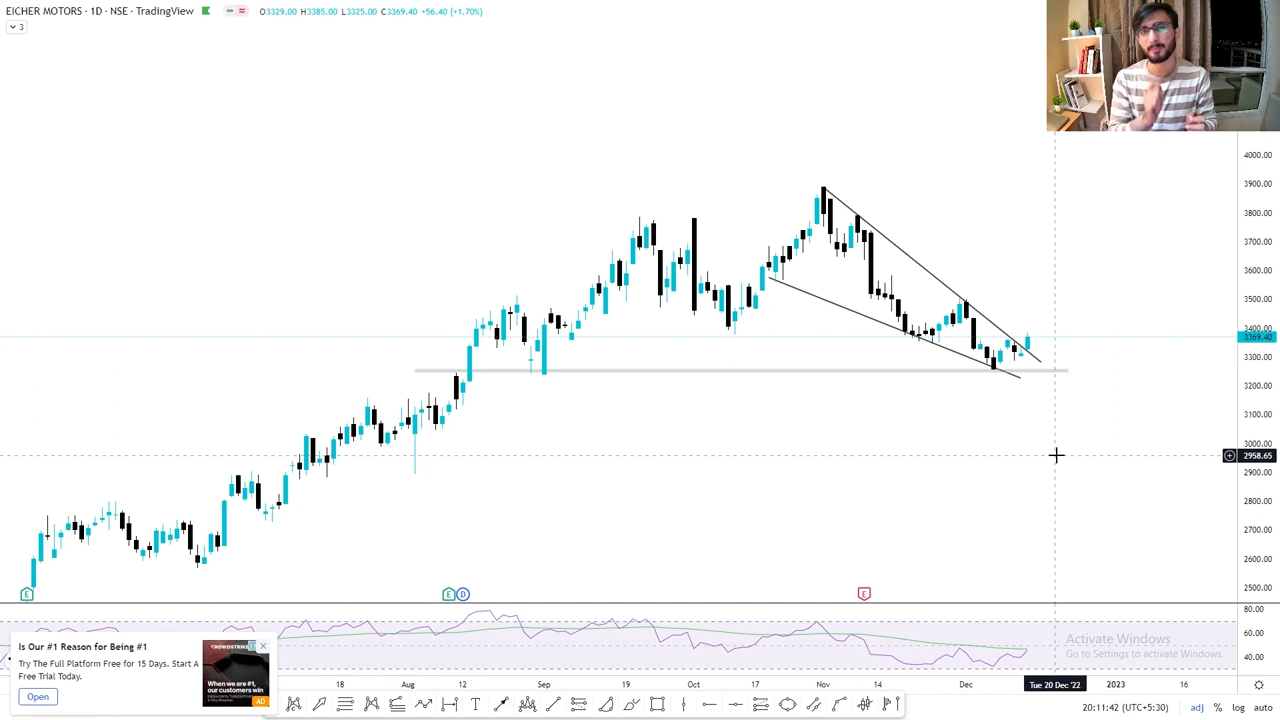 EICHER MOTORS · 1D · NSE · TradingView O3329.00 H3385.00 L3325.00 C3369.40 +56.40 (+1.70%)
3
4000.00
3900.00
3800.00
3700.00
3600.00
3500.00
3400.00
3369.40
3300.00
3200.00
3100.00
3000.00
2958.65
2900.00
2800.00
2700.00
2600.00
2500.00
E
E D
E
80.00
60.00
40.00
Activate Windows
Go to Settings to activate Windows.
Is Our #1 Reason for Being #1
Try The Full Platform Free for 15 Days. Start A
Free Trial Today.
Open
CROWDSTRIKE
When we are #1,
our customers win
AD
18 Aug 12 Sep 19 Oct 17 Nov 14 Dec Tue 20 Dec '22 2023 16
20:11:42 (UTC+5:30) adj % log auto